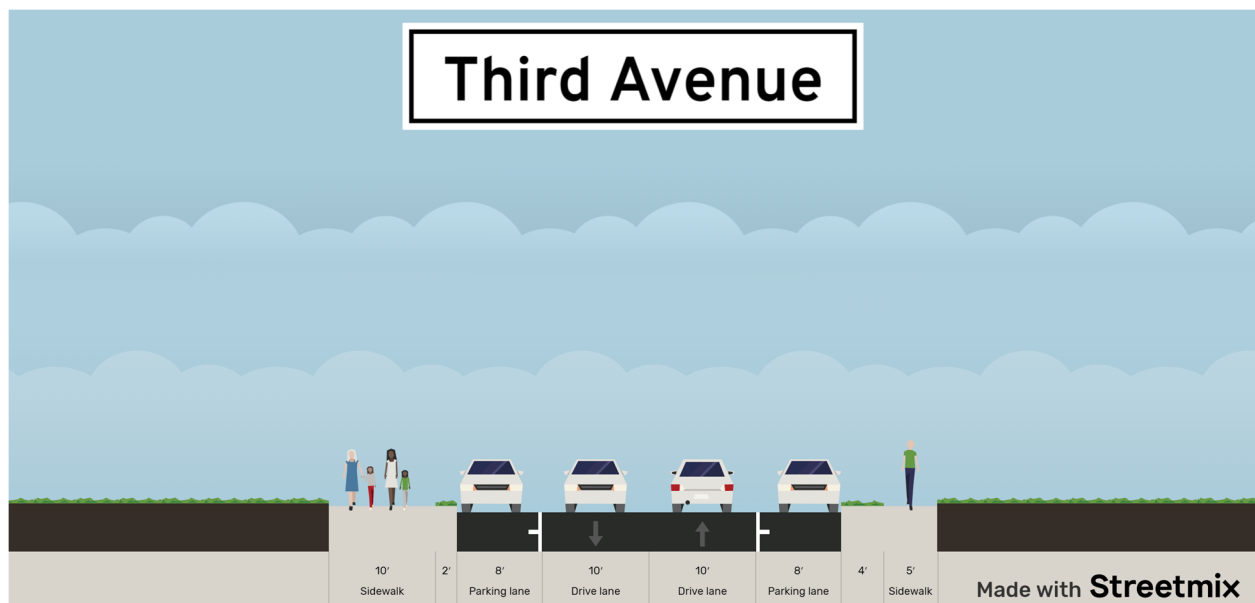 Third Avenue
10′ 2′ 8′ 10′ 10′ 8′ 4′ 5′
Sidewalk Parking lane Drive lane Drive lane Parking lane Sidewalk
Made with Streetmix